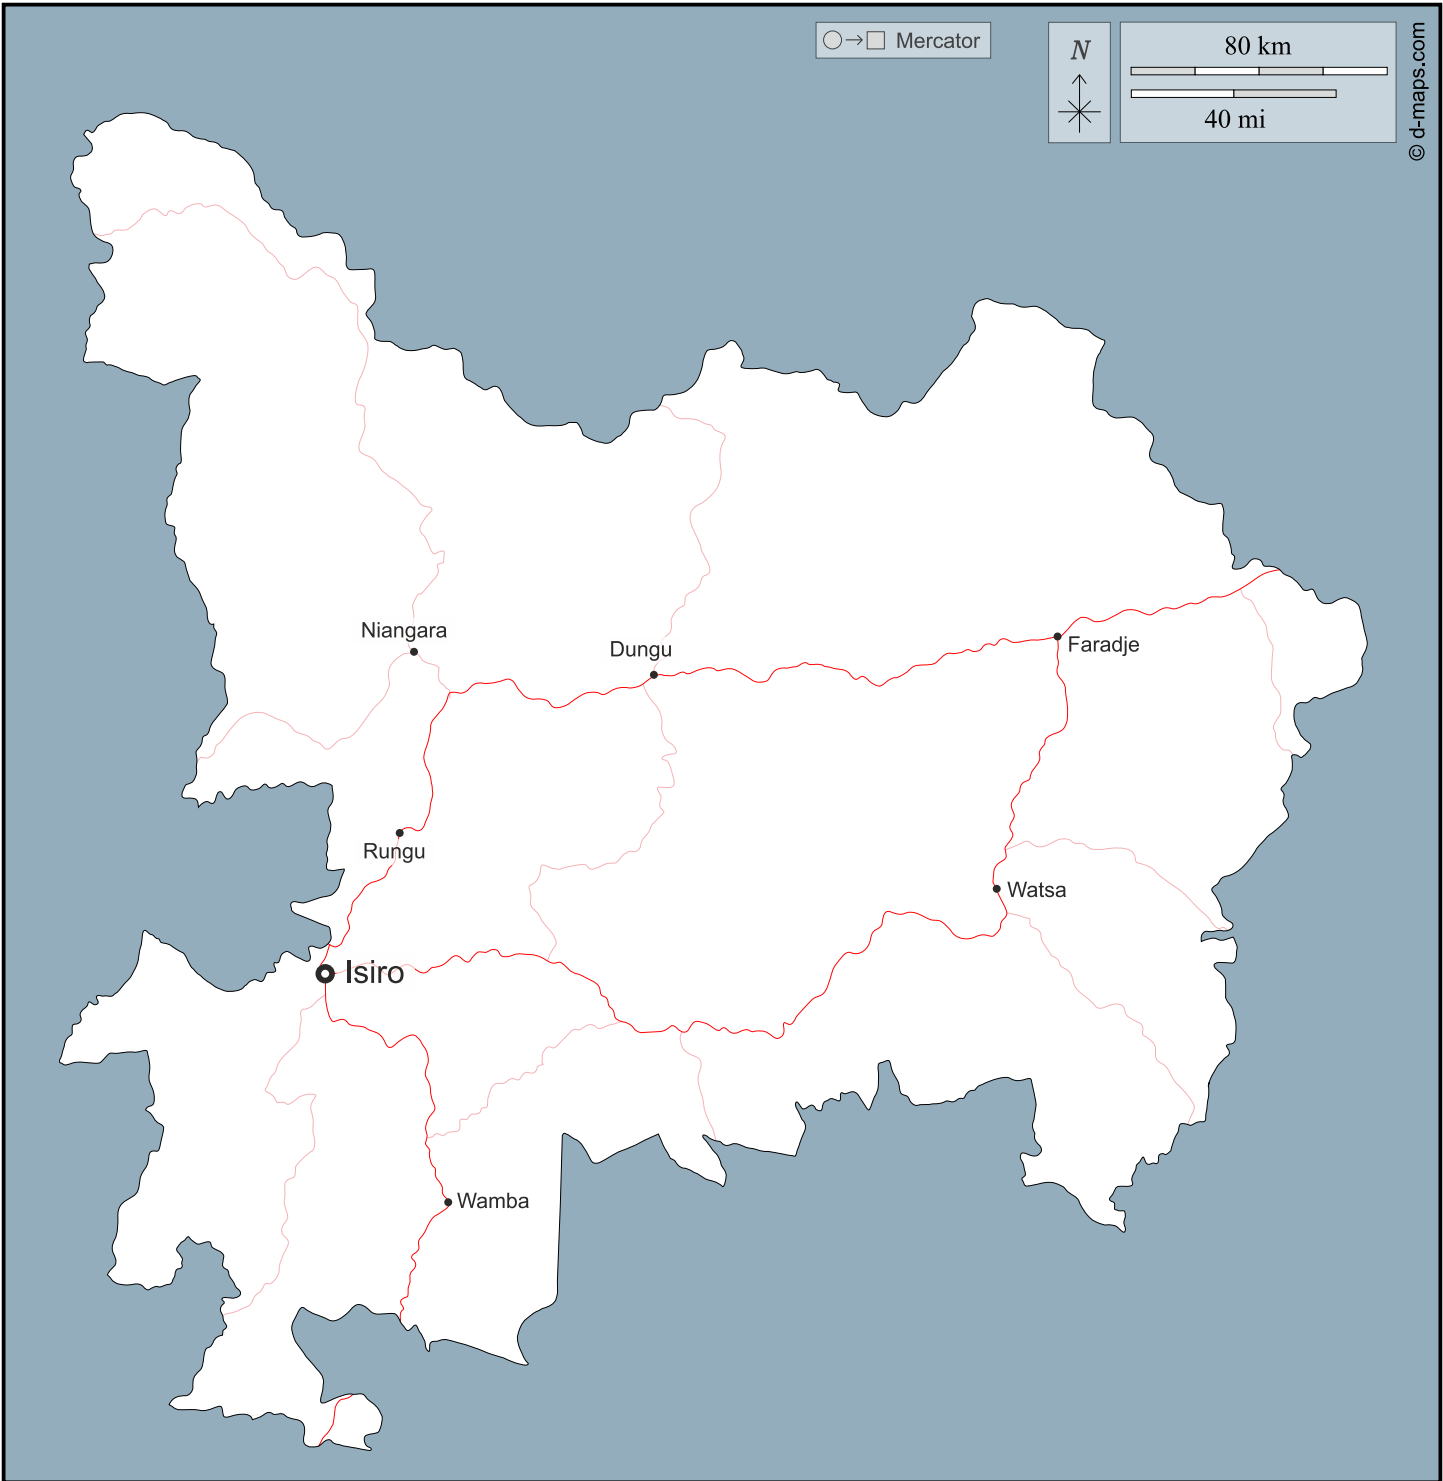 Mercator
N
80 km
40 mi
© d-maps.com
Niangara
Dungu
Faradje
Rungu
Watsa
Isiro
Wamba